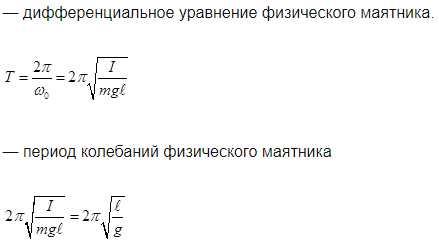 — дифференциальное уравнение физического маятника.
T = 2π/ω₀ = 2π√(I/mgℓ)
— период колебаний физического маятника
2π√(I/mgℓ) = 2π√(ℓ/g)